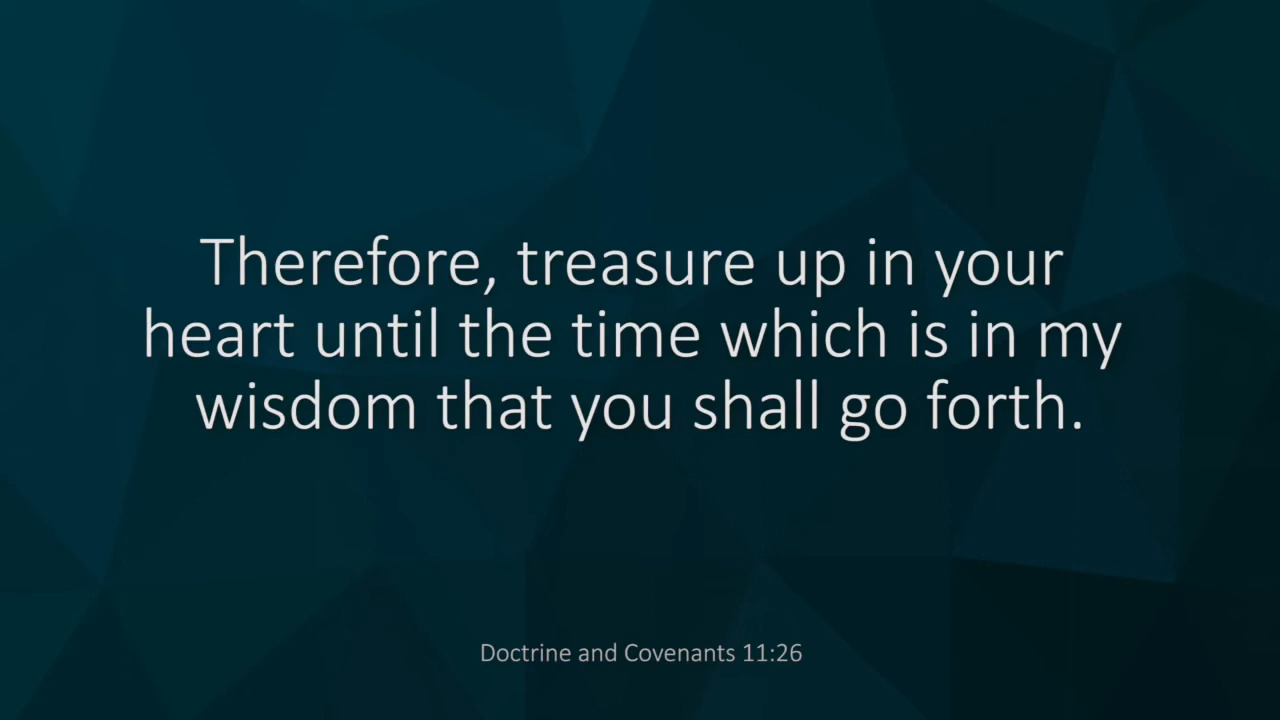 Therefore, treasure up in your
heart until the time which is in my
wisdom that you shall go forth.
Doctrine and Covenants 11:26